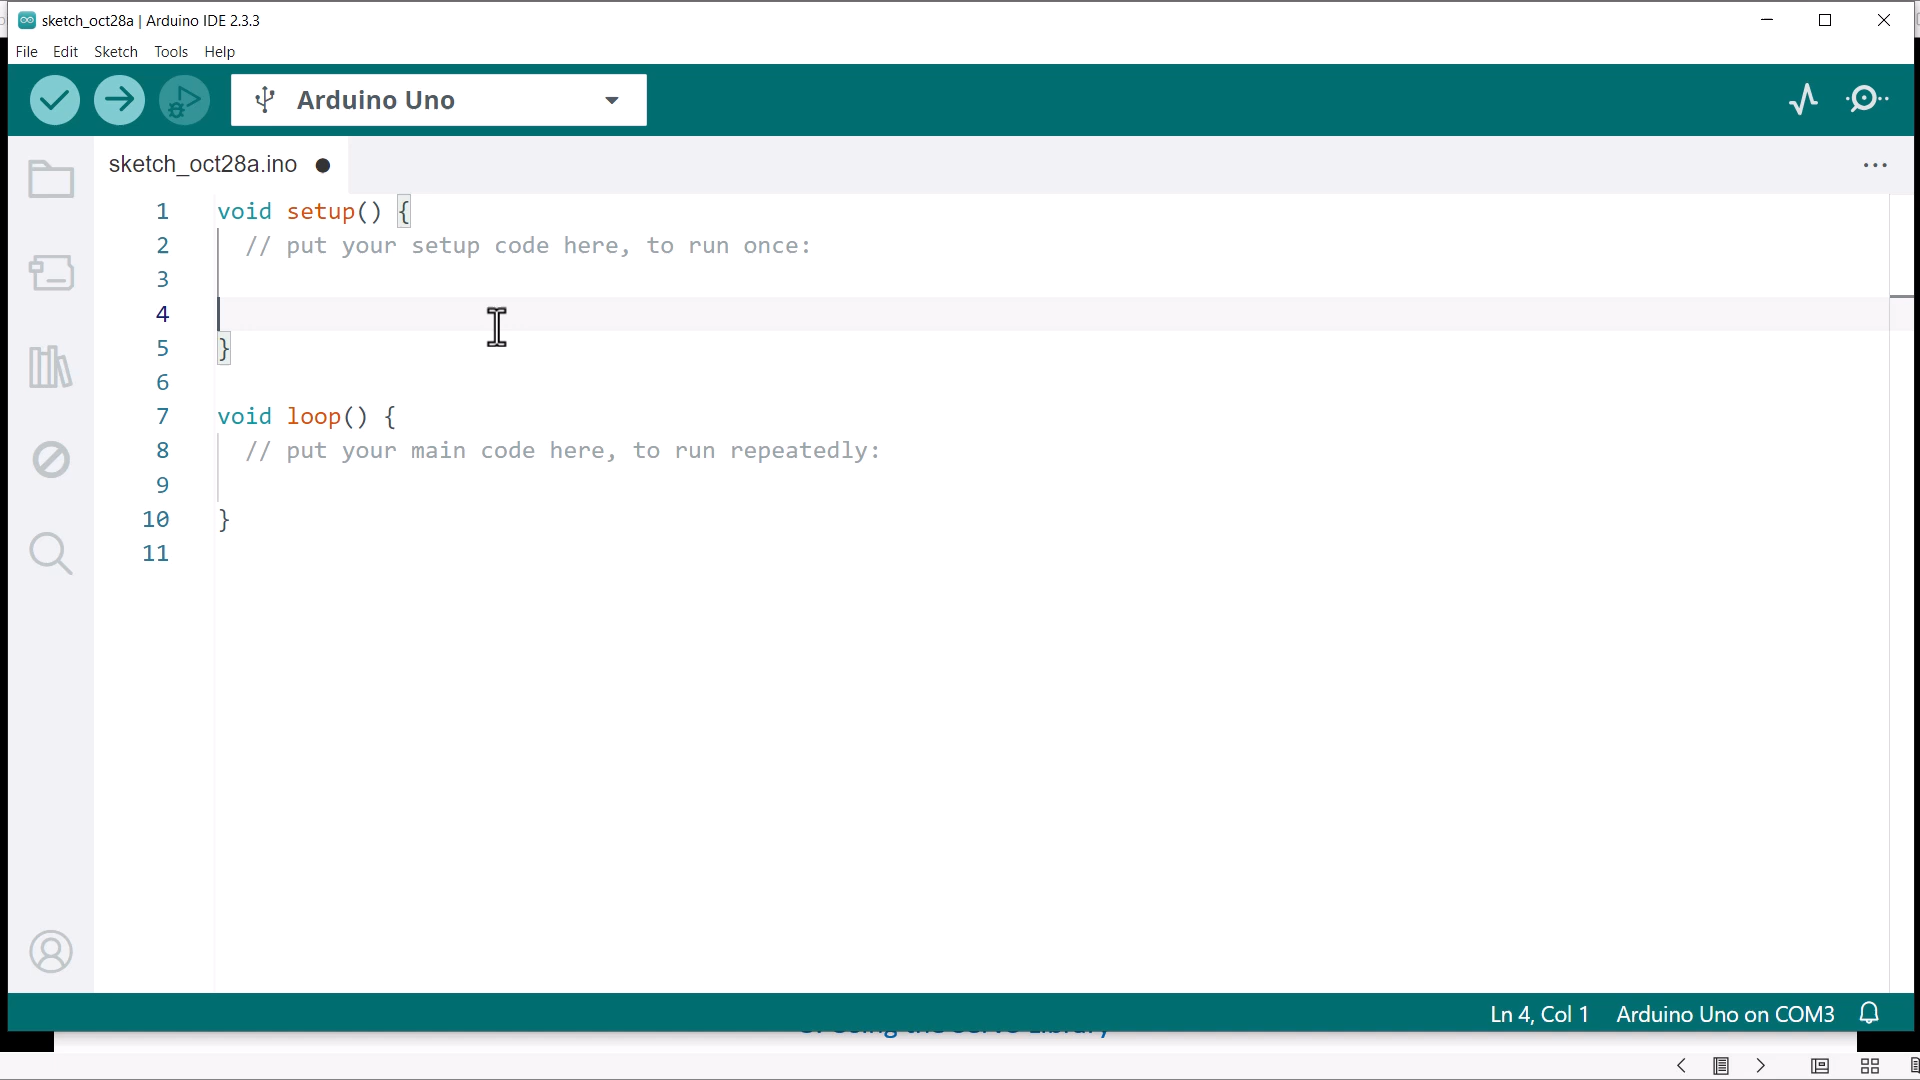 sketch_oct28a | Arduino IDE 2.3.3
File Edit Sketch Tools Help
Arduino Uno
sketch_oct28a.ino
1 void setup() {
2 // put your setup code here, to run once:
3
4
5 }
6
7 void loop() {
8 // put your main code here, to run repeatedly:
9
10 }
11
Ln 4, Col 1 Arduino Uno on COM3